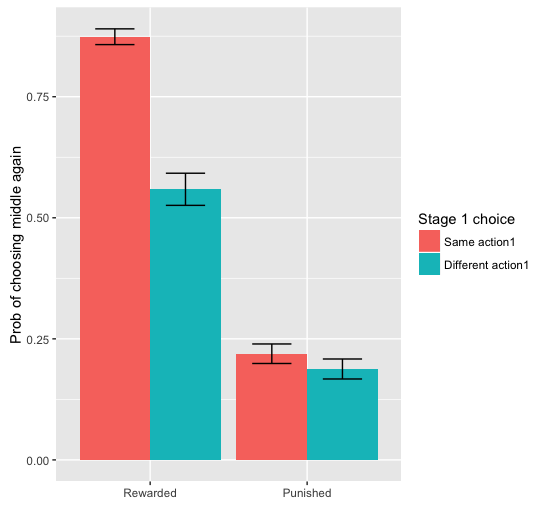 Prob of choosing middle again
0.75
0.50
0.25
0.00
Rewarded
Punished
Stage 1 choice
Same action1
Different action1